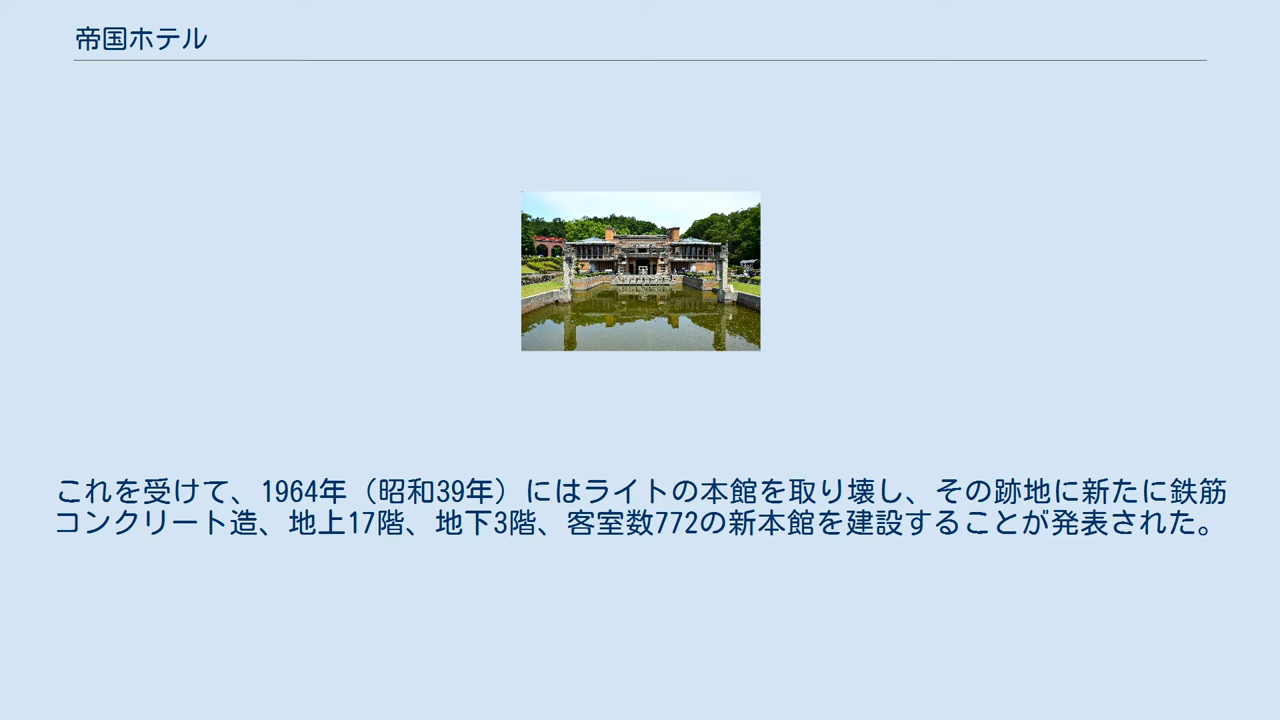 帝国ホテル
これを受けて、1964年（昭和39年）にはライトの本館を取り壊し、その跡地に新たに鉄筋
コンクリート造、地上17階、地下3階、客室数772の新本館を建設することが発表された。